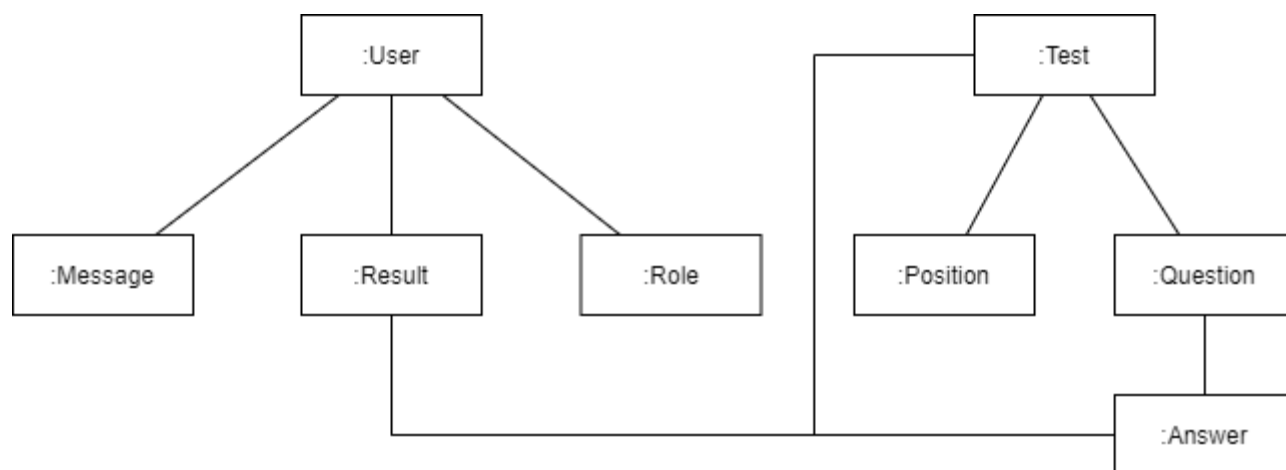 :User
:Test
:Message
:Result
:Role
:Position
:Question
:Answer